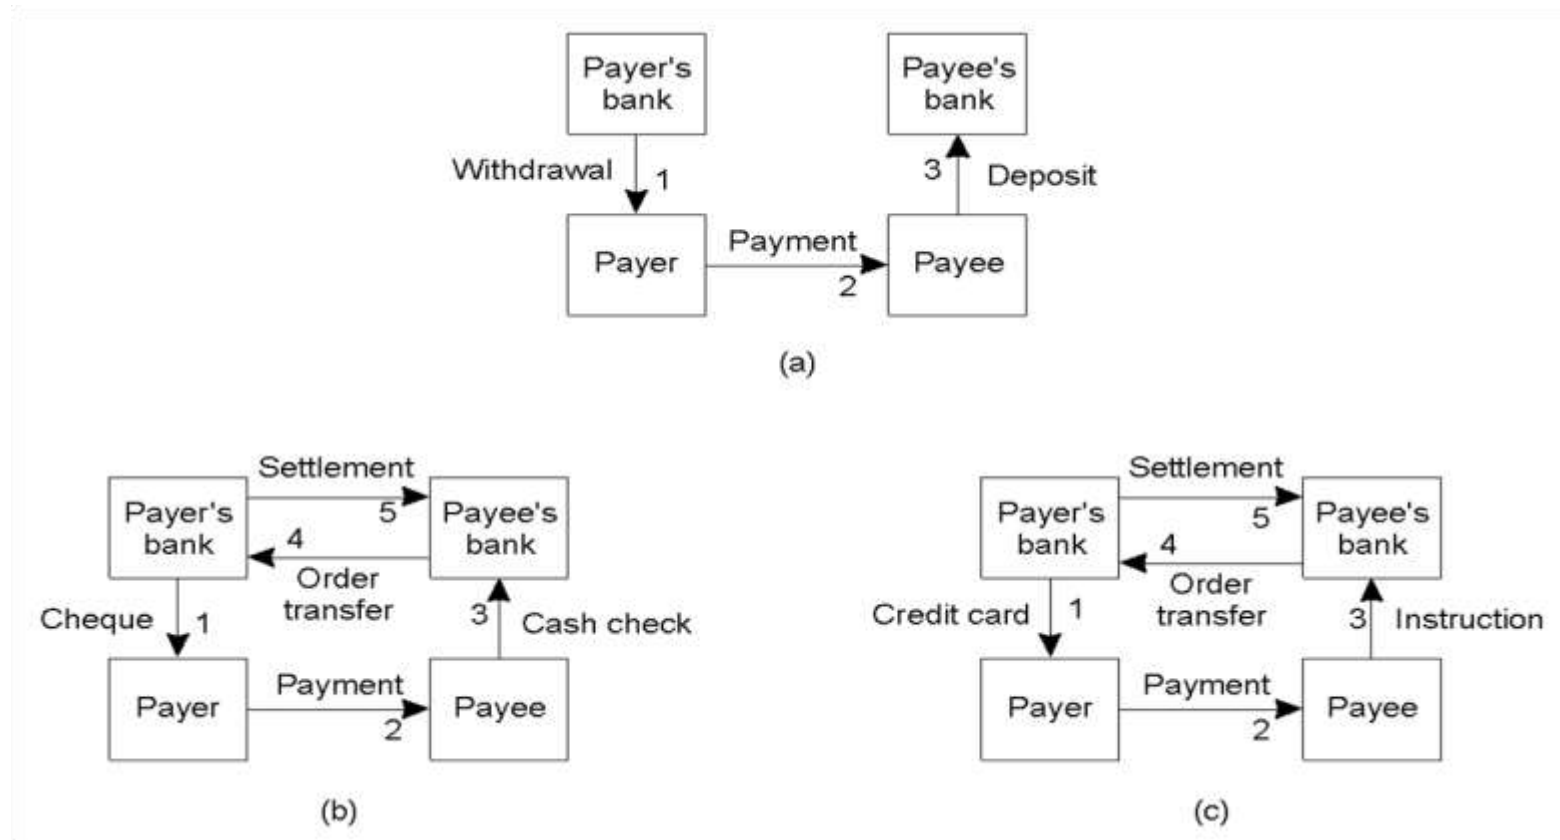 Payer's
bank
Payee's
bank
Withdrawal
1
3
Deposit
Payer
Payment
2
Payee
(a)
Settlement
5
Payer's
bank
Payee's
bank
4
Order
transfer
Cheque
1
3
Cash check
Payer
Payment
2
Payee
(b)
Settlement
5
Payer's
bank
Payee's
bank
4
Order
transfer
Credit card
1
3
Instruction
Payer
Payment
2
Payee
(c)